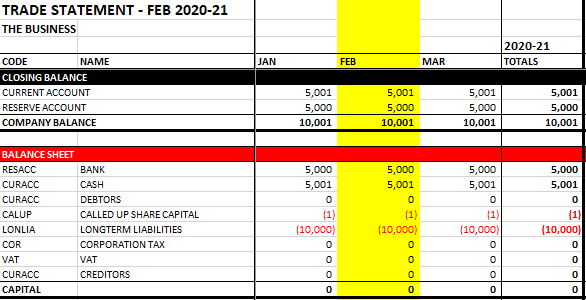 TRADE STATEMENT - FEB 2020-21
THE BUSINESS
2020-21
CODE NAME JAN FEB MAR TOTALS
CLOSING BALANCE
CURRENT ACCOUNT 5,001 5,001 5,001 5,001
RESERVE ACCOUNT 5,000 5,000 5,000 5,000
COMPANY BALANCE 10,001 10,001 10,001 10,001
BALANCE SHEET
RESACC BANK 5,000 5,000 5,000 5,000
CURACC CASH 5,001 5,001 5,001 5,001
CURACC DEBTORS 0 0 0 0
CALUP CALLED UP SHARE CAPITAL (1) (1) (1) (1)
LONLIA LONGTERM LIABILITIES (10,000) (10,000) (10,000) (10,000)
COR CORPORATION TAX 0 0 0 0
VAT VAT 0 0 0 0
CURACC CREDITORS 0 0 0 0
CAPITAL 0 0 0 0